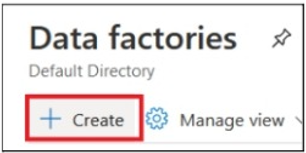 Data factories
Default Directory
+ Create Manage view